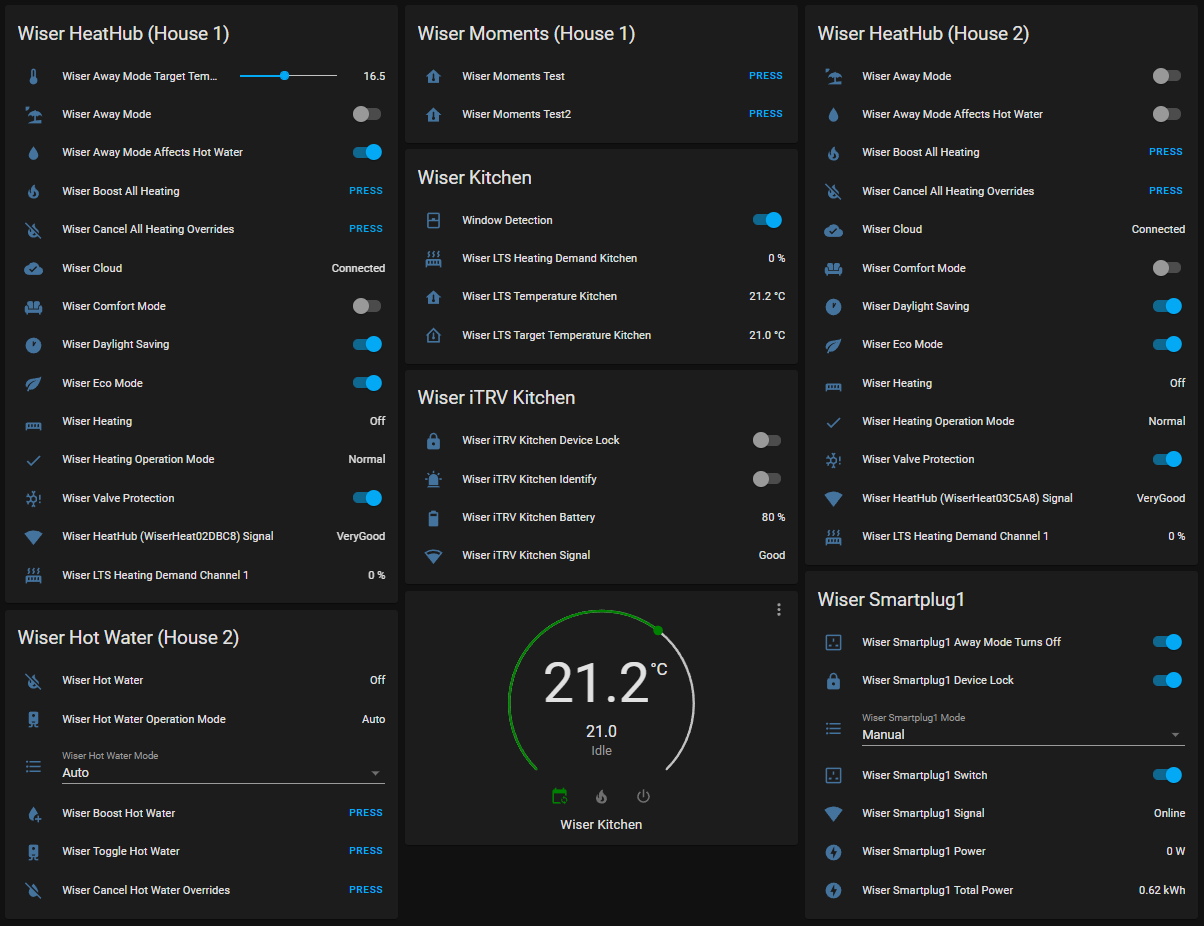 Wiser HeatHub (House 1)
Wiser Away Mode Target Tem... 16.5
Wiser Away Mode
Wiser Away Mode Affects Hot Water
Wiser Boost All Heating PRESS
Wiser Cancel All Heating Overrides PRESS
Wiser Cloud Connected
Wiser Comfort Mode
Wiser Daylight Saving
Wiser Eco Mode
Wiser Heating Off
Wiser Heating Operation Mode Normal
Wiser Valve Protection
Wiser HeatHub (WiserHeat02DBC8) Signal VeryGood
Wiser LTS Heating Demand Channel 1 0 %
Wiser Hot Water (House 2)
Wiser Hot Water Off
Wiser Hot Water Operation Mode Auto
Wiser Hot Water Mode
Auto
Wiser Boost Hot Water PRESS
Wiser Toggle Hot Water PRESS
Wiser Cancel Hot Water Overrides PRESS
Wiser Moments (House 1)
Wiser Moments Test PRESS
Wiser Moments Test2 PRESS
Wiser Kitchen
Window Detection
Wiser LTS Heating Demand Kitchen 0 %
Wiser LTS Temperature Kitchen 21.2 °C
Wiser LTS Target Temperature Kitchen 21.0 °C
Wiser iTRV Kitchen
Wiser iTRV Kitchen Device Lock
Wiser iTRV Kitchen Identify
Wiser iTRV Kitchen Battery 80 %
Wiser iTRV Kitchen Signal Good
21.2 °C
21.0
Idle
Wiser Kitchen
Wiser HeatHub (House 2)
Wiser Away Mode
Wiser Away Mode Affects Hot Water
Wiser Boost All Heating PRESS
Wiser Cancel All Heating Overrides PRESS
Wiser Cloud Connected
Wiser Comfort Mode
Wiser Daylight Saving
Wiser Eco Mode
Wiser Heating Off
Wiser Heating Operation Mode Normal
Wiser Valve Protection
Wiser HeatHub (WiserHeat03C5A8) Signal VeryGood
Wiser LTS Heating Demand Channel 1 0 %
Wiser Smartplug1
Wiser Smartplug1 Away Mode Turns Off
Wiser Smartplug1 Device Lock
Wiser Smartplug1 Mode
Manual
Wiser Smartplug1 Switch
Wiser Smartplug1 Signal Online
Wiser Smartplug1 Power 0 W
Wiser Smartplug1 Total Power 0.62 kWh